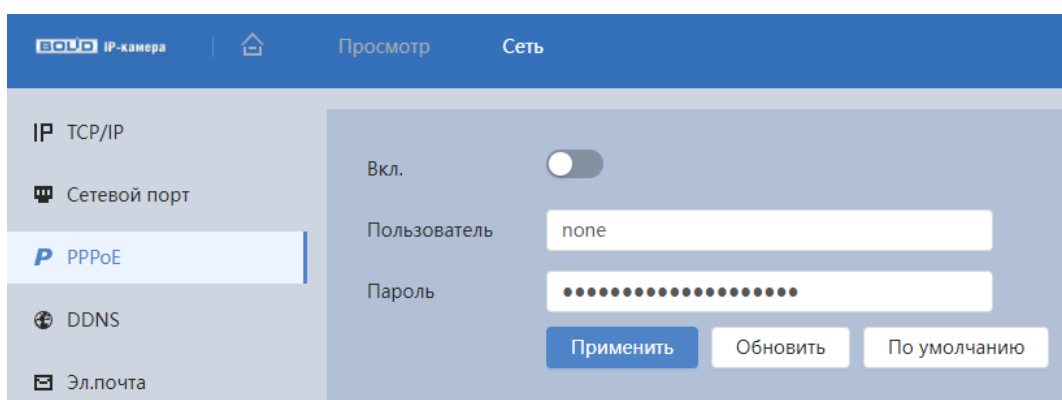 BOLID IP-камера Просмотр Сеть
IP TCP/IP
Вкл.
Сетевой порт
Пользователь none
P PPPoE
Пароль ••••••••••••••••••••
DDNS
Применить Обновить По умолчанию
Эл.почта